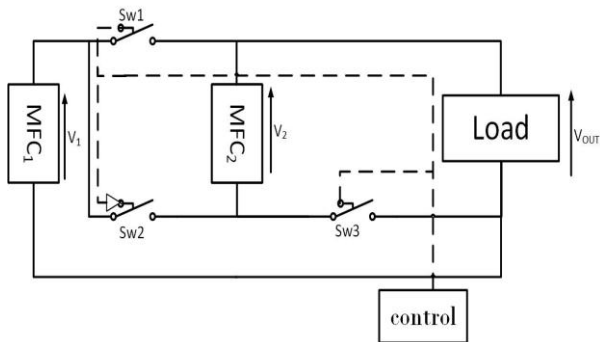 Sw1
MFC1
V1
MFC2
V2
Load
VOUT
Sw2
Sw3
control